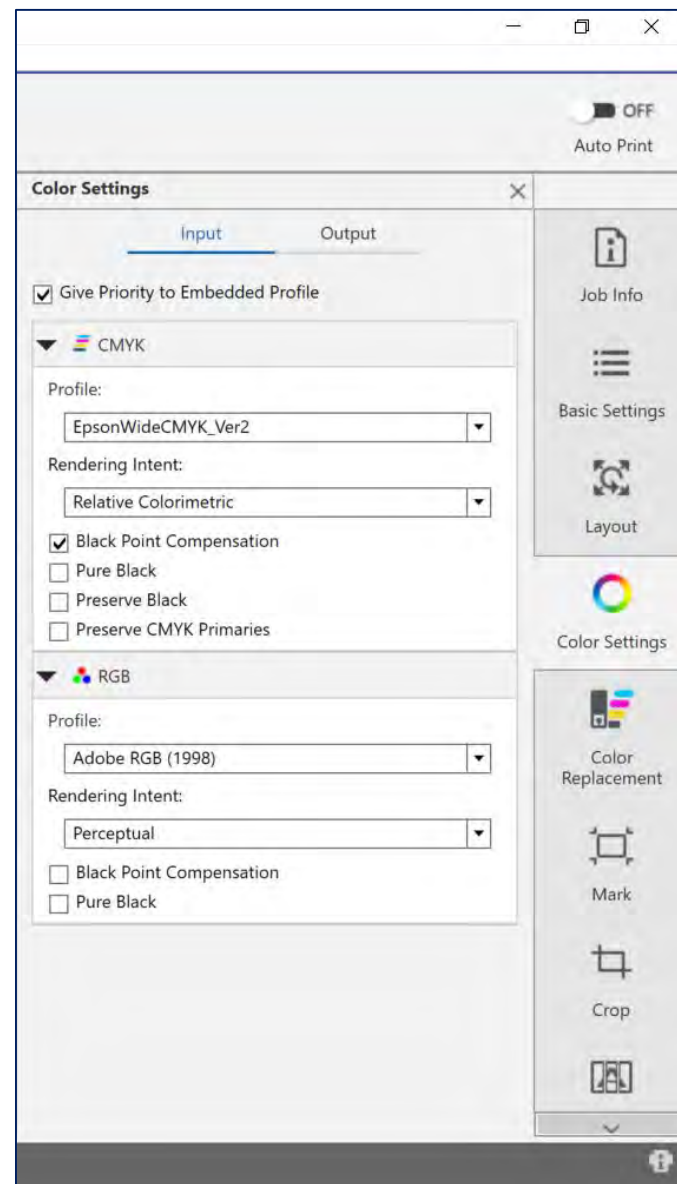 OFF
Auto Print
Color Settings
Input Output
Give Priority to Embedded Profile
CMYK
Profile:
EpsonWideCMYK_Ver2
Rendering Intent:
Relative Colorimetric
Black Point Compensation
Pure Black
Preserve Black
Preserve CMYK Primaries
RGB
Profile:
Adobe RGB (1998)
Rendering Intent:
Perceptual
Black Point Compensation
Pure Black
Job Info
Basic Settings
Layout
Color Settings
Color
Replacement
Mark
Crop